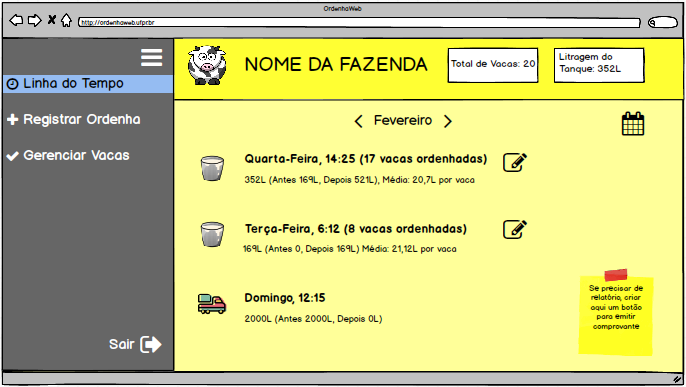 OrdenhaWeb
http://ordenhaweb.ufpr.br
Linha do Tempo
Registrar Ordenha
Gerenciar Vacas
Sair
NOME DA FAZENDA
Total de Vacas: 20
Litragem do
Tanque: 352L
Fevereiro
Quarta-Feira, 14:25 (17 vacas ordenhadas)
352L (Antes 169L, Depois 521L), Média: 20,7L por vaca
Terça-Feira, 6:12 (8 vacas ordenhadas)
169L (Antes 0, Depois 169L) Média: 21,12L por vaca
Domingo, 12:15
2000L (Antes 2000L, Depois 0L)
Se precisar de
relatório, criar
aqui um botão
para emitir
comprovante